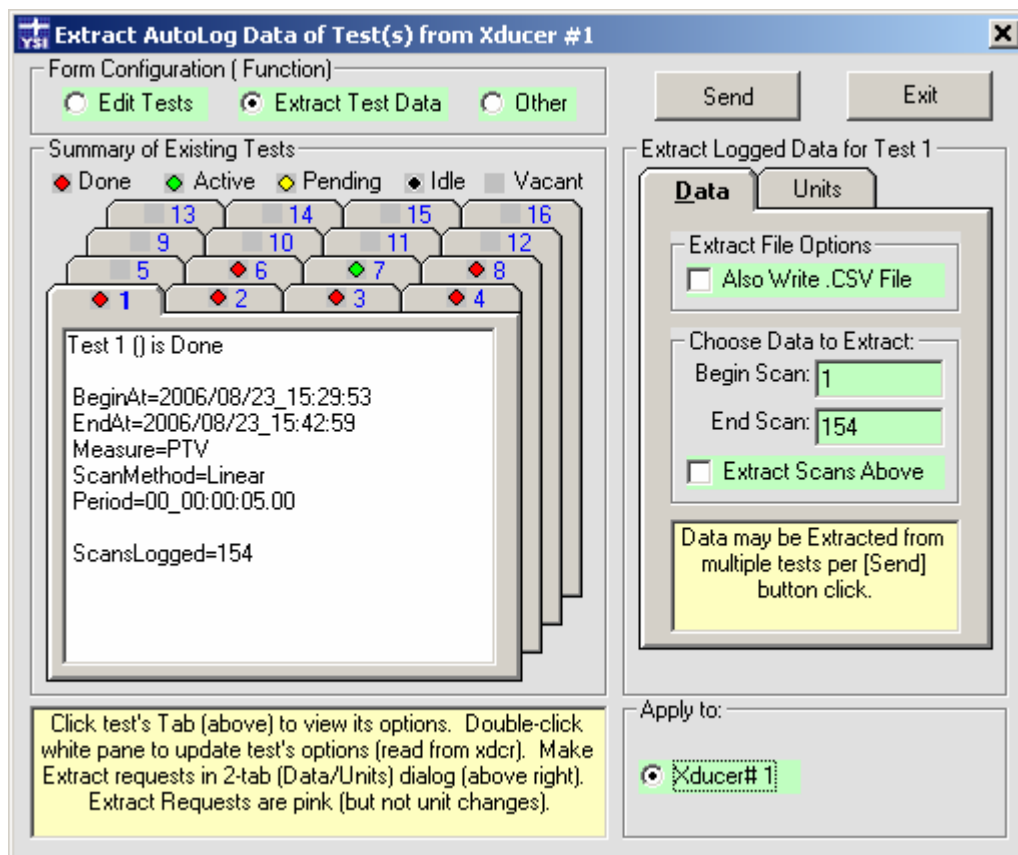 YSI Extract AutoLog Data of Test(s) from Xducer #1
Form Configuration ( Function)
Edit Tests Extract Test Data Other
Send Exit
Summary of Existing Tests
Done Active Pending Idle Vacant
13 14 15 16
9 10 11 12
5 6 7 8
1 2 3 4
Test 1 () is Done
BeginAt=2006/08/23_15:29:53
EndAt=2006/08/23_15:42:59
Measure=PTV
ScanMethod=Linear
Period=00_00:00:05.00
ScansLogged=154
Click test's Tab (above) to view its options. Double-click
white pane to update test's options (read from xdcr). Make
Extract requests in 2-tab (Data/Units) dialog (above right).
Extract Requests are pink (but not unit changes).
Extract Logged Data for Test 1
Data Units
Extract File Options
Also Write .CSV File
Choose Data to Extract:
Begin Scan: 1
End Scan: 154
Extract Scans Above
Data may be Extracted from
multiple tests per [Send]
button click.
Apply to:
Xducer# 1